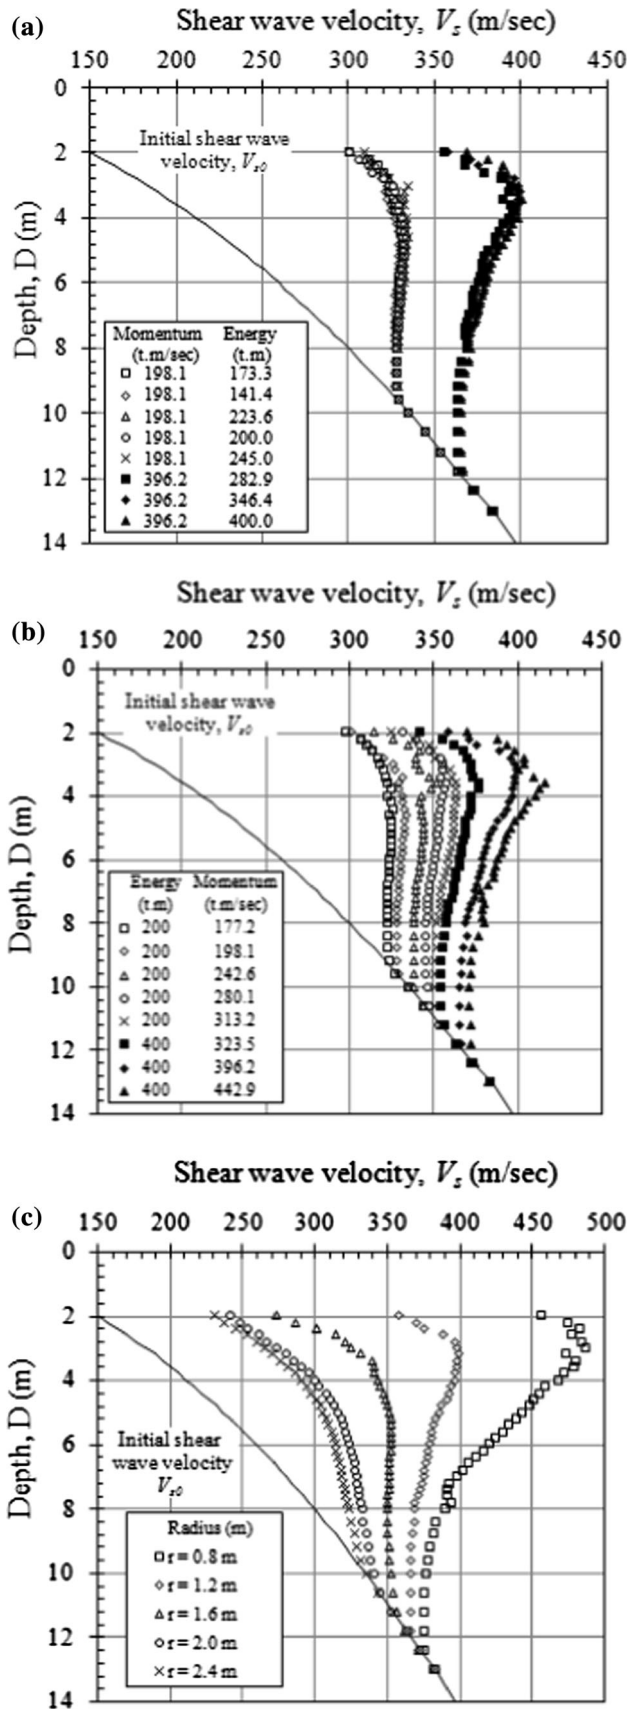 (a)
Shear wave velocity, Vs (m/sec)
150 200 250 300 350 400 450
Depth, D (m)
0
2
4
6
8
10
12
14
Initial shear wave
velocity, Vs0
Momentum Energy
(t.m/sec) (t.m)
198.1 173.3
198.1 141.4
198.1 223.6
198.1 200.0
198.1 245.0
396.2 282.9
396.2 346.4
396.2 400.0
(b)
Shear wave velocity, Vs (m/sec)
150 200 250 300 350 400 450
Depth, D (m)
0
2
4
6
8
10
12
14
Initial shear wave
velocity, Vs0
Energy Momentum
(t.m) (t.m/sec)
200 177.2
200 198.1
200 242.6
200 280.1
200 313.2
400 323.5
400 396.2
400 442.9
(c)
Shear wave velocity, Vs (m/sec)
150 200 250 300 350 400 450 500
Depth, D (m)
0
2
4
6
8
10
12
14
Initial shear
wave velocity
Vs0
Radius (m)
r = 0.8 m
r = 1.2 m
r = 1.6 m
r = 2.0 m
r = 2.4 m